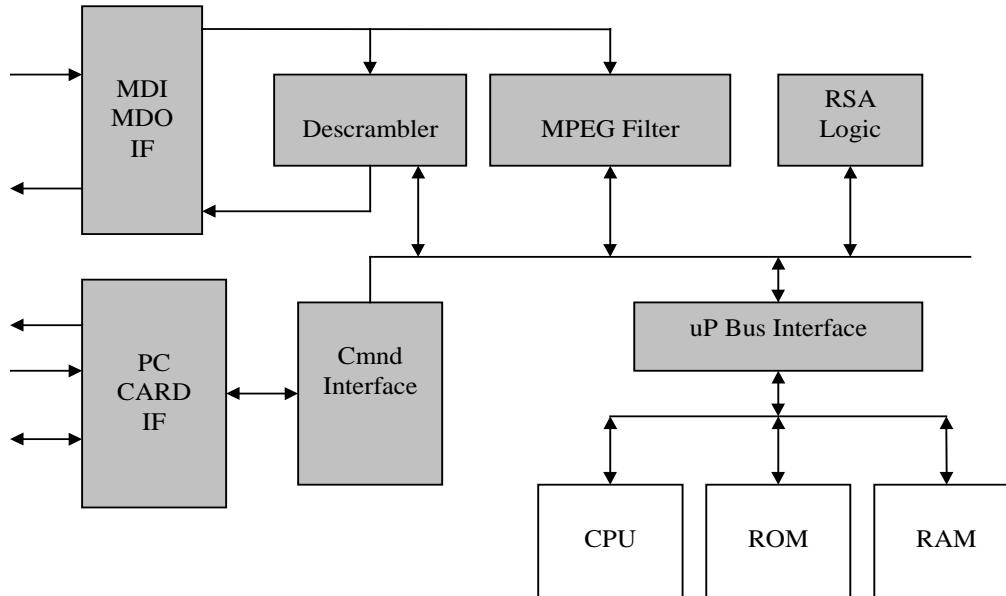 MDI
MDO
IF
Descrambler
MPEG Filter
RSA
Logic
PC
CARD
IF
Cmnd
Interface
uP Bus Interface
CPU
ROM
RAM